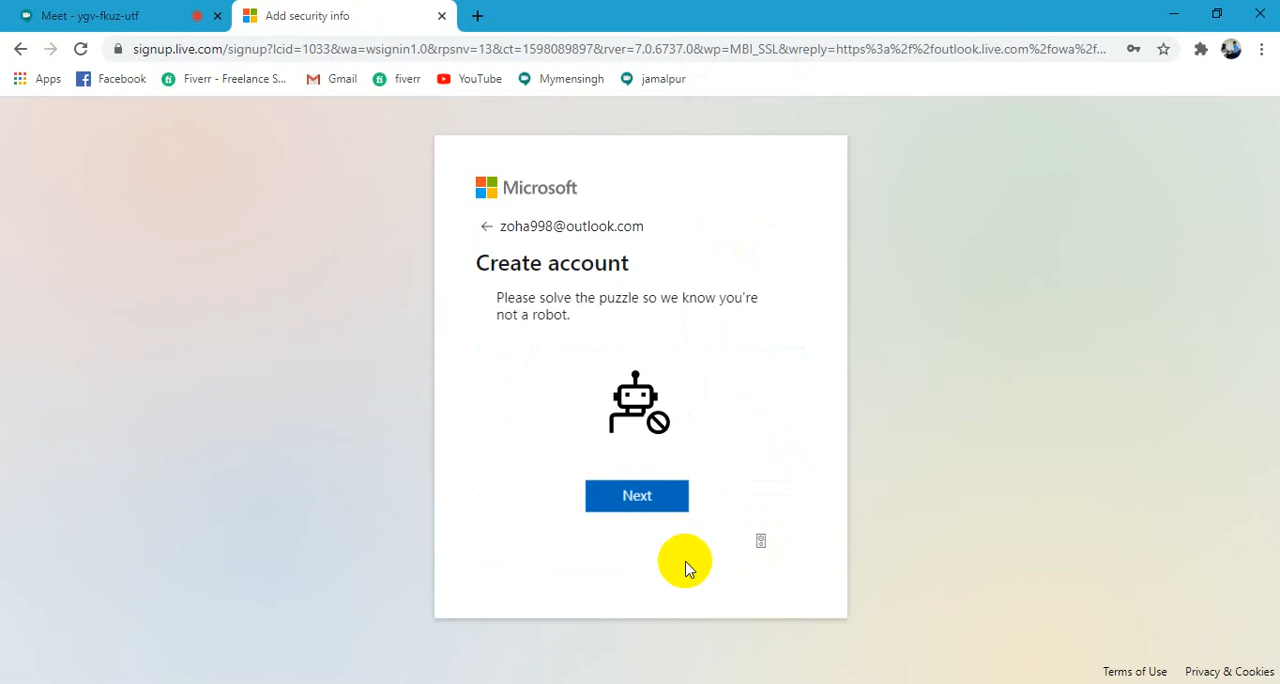 Meet - ygv-fkuz-utf
Add security info
signup.live.com/signup?lcid=1033&wa=wsignin1.0&rpsnv=13&ct=1598089897&rver=7.0.6737.0&wp=MBI_SSL&wreply=https%3a%2f%2foutlook.live.com%2fowa%2f...
Apps Facebook Fiverr - Freelance S... Gmail fiverr YouTube Mymensingh jamalpur
Microsoft
zoha998@outlook.com
Create account
Please solve the puzzle so we know you're
not a robot.
Next
Terms of Use Privacy & Cookies